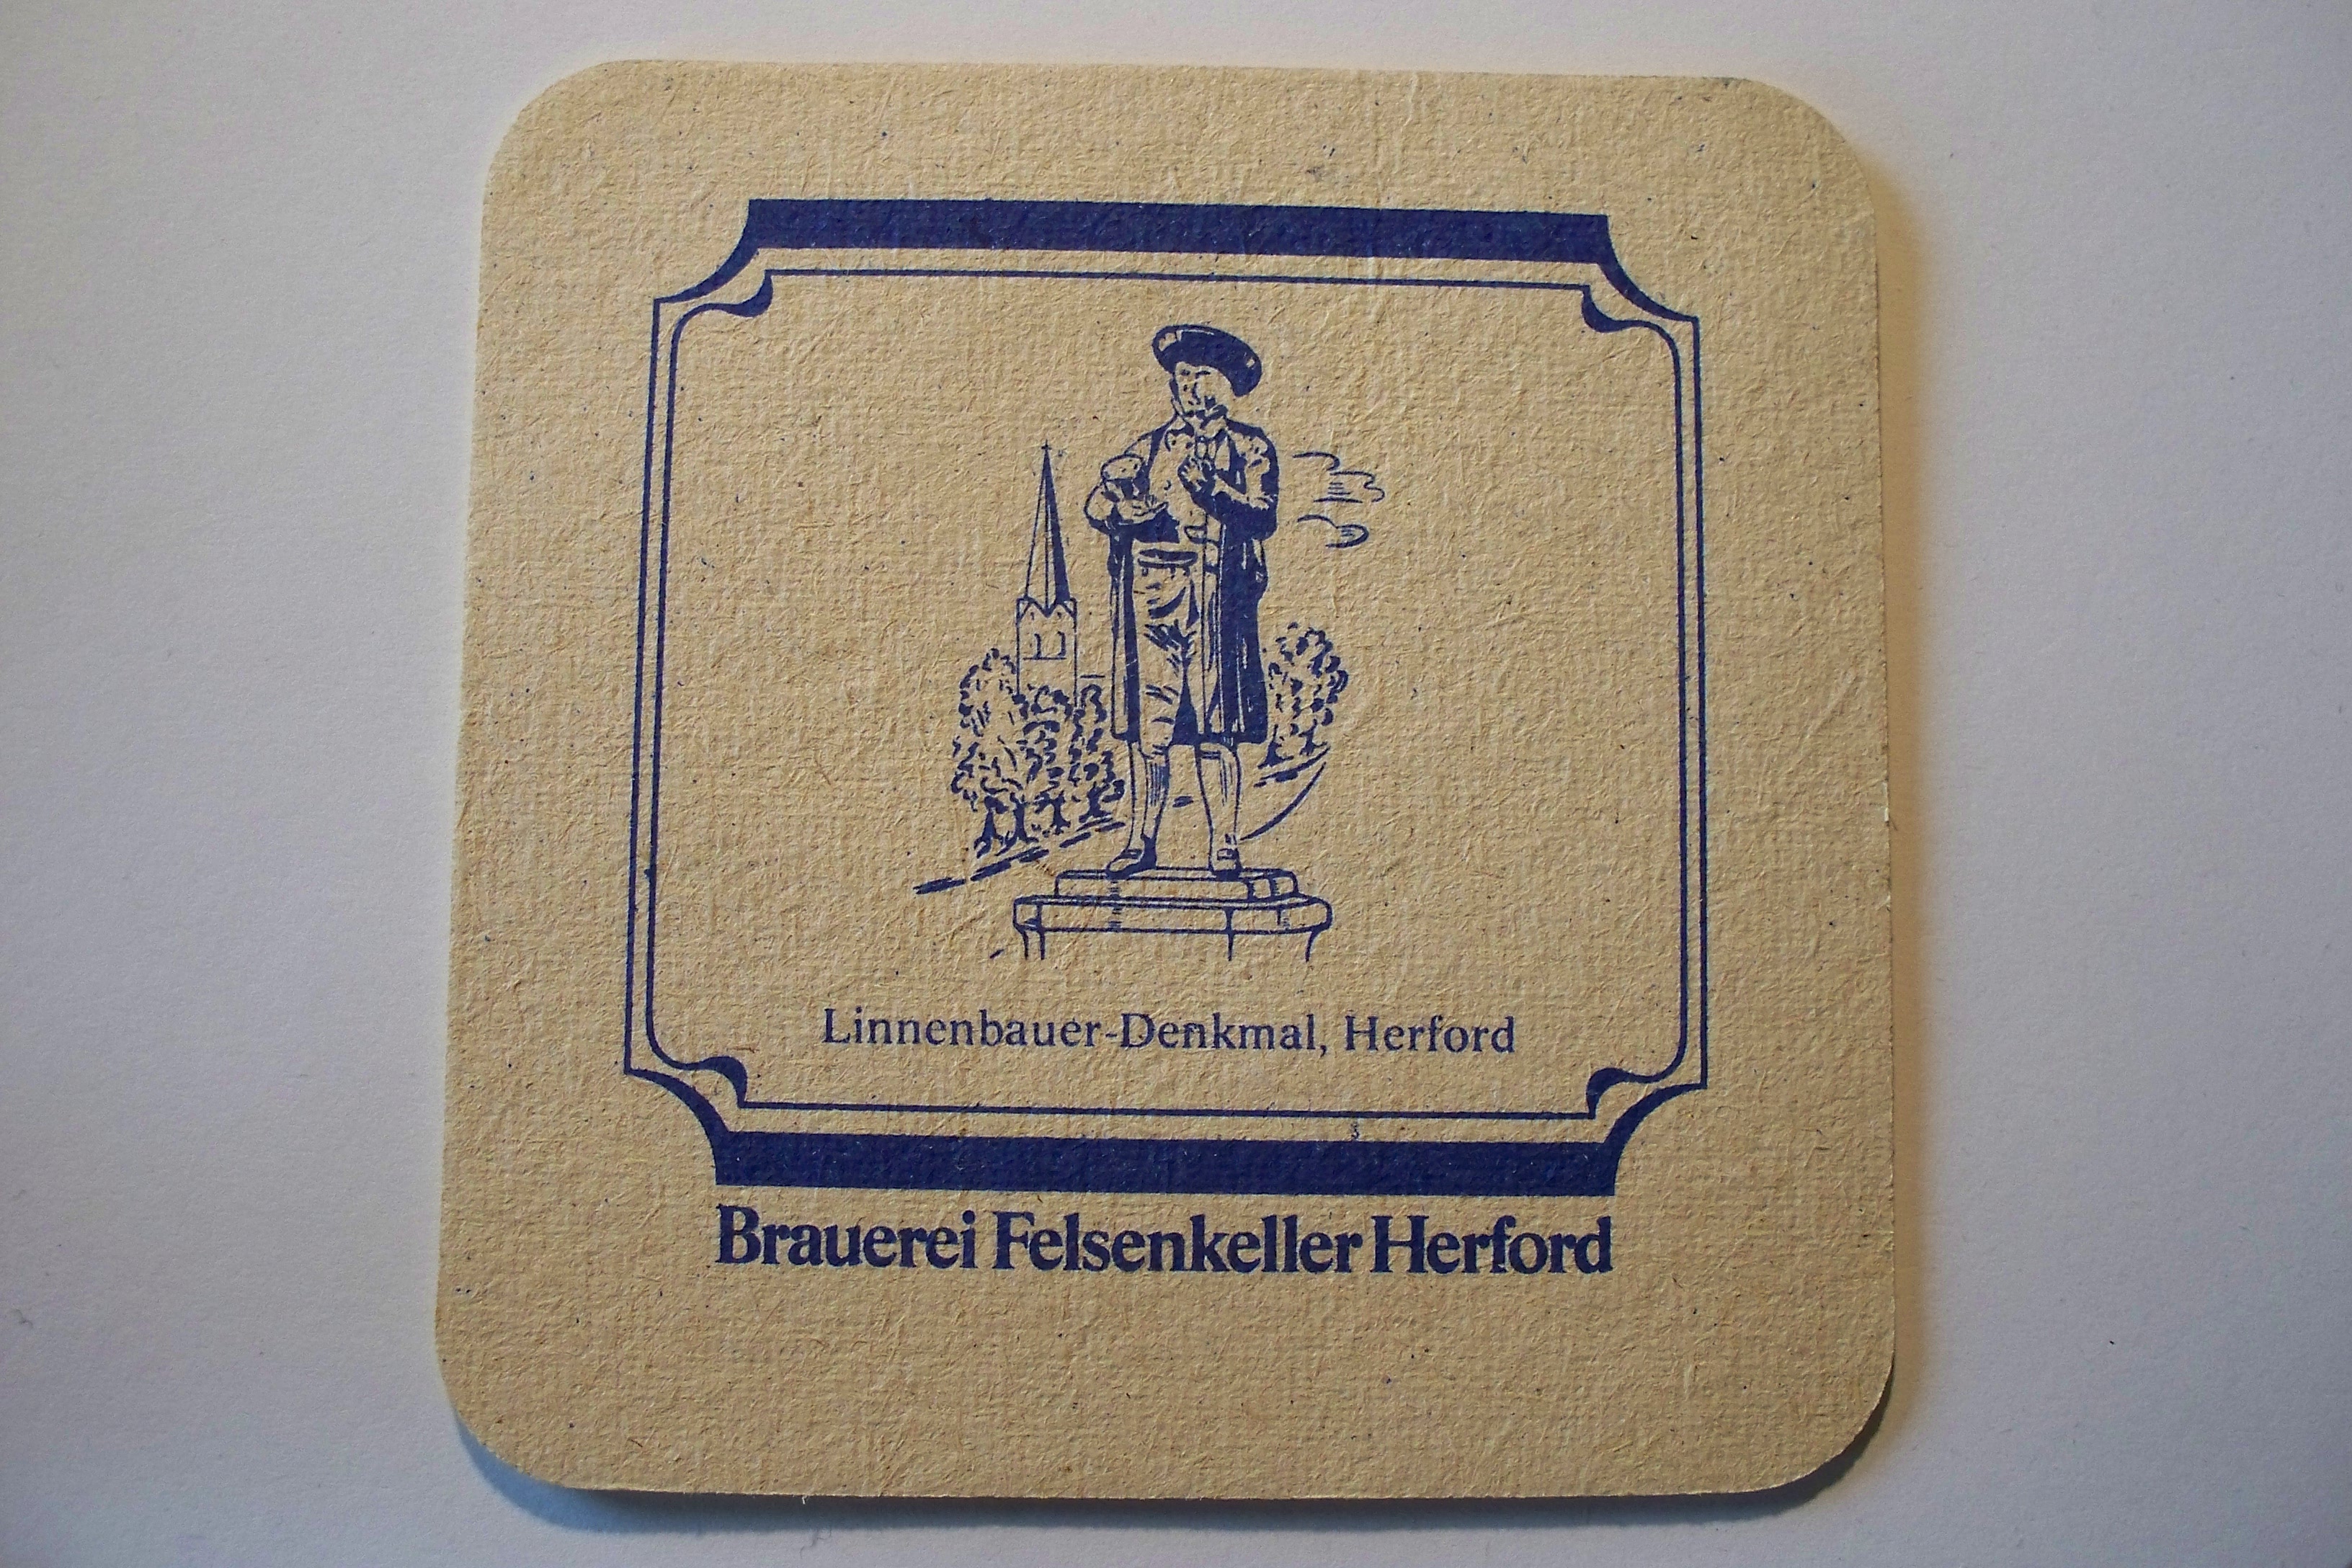 Linnenbauer-Denkmal, Herford
Brauerei Felsenkeller Herford